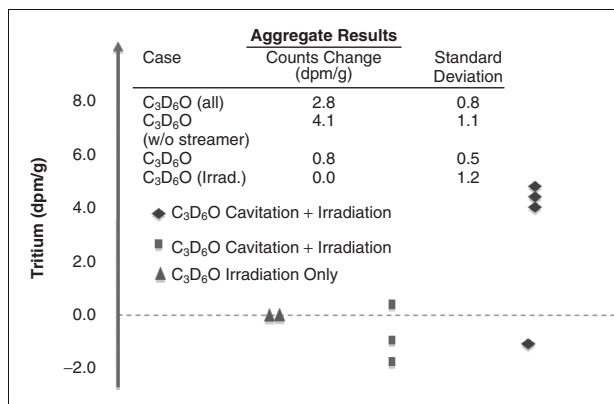 Aggregate Results
Case Counts Change Standard
(dpm/g) Deviation
C₃D₆O (all) 2.8 0.8
C₃D₆O 4.1 1.1
(w/o streamer)
C₃D₆O 0.8 0.5
C₃D₆O (Irrad.) 0.0 1.2
C₃D₆O Cavitation + Irradiation
C₃D₆O Cavitation + Irradiation
C₃D₆O Irradiation Only
Tritium (dpm/g)
8.0
6.0
4.0
2.0
0.0
−2.0